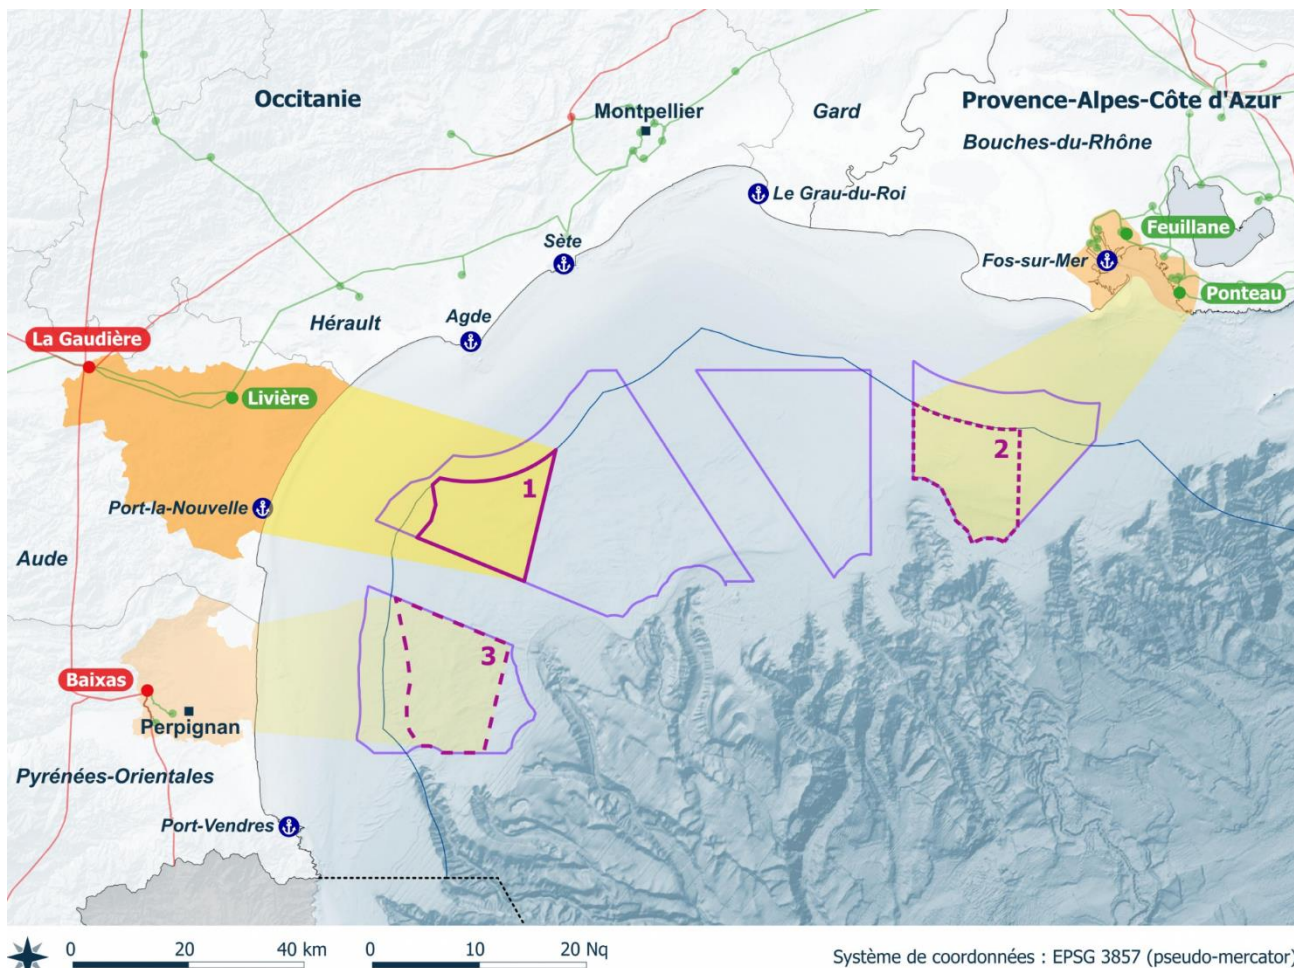 Occitanie
Montpellier
Gard
Provence-Alpes-Côte d'Azur
Bouches-du-Rhône
Le Grau-du-Roi
Sète
Fos-sur-Mer
Feuillane
Ponteau
Hérault
Agde
La Gaudière
Livière
1
2
Port-la-Nouvelle
Aude
3
Baixas
Perpignan
Pyrénées-Orientales
Port-Vendres
0 20 40 km
0 10 20 Nq
Système de coordonnées : EPSG 3857 (pseudo-mercator)